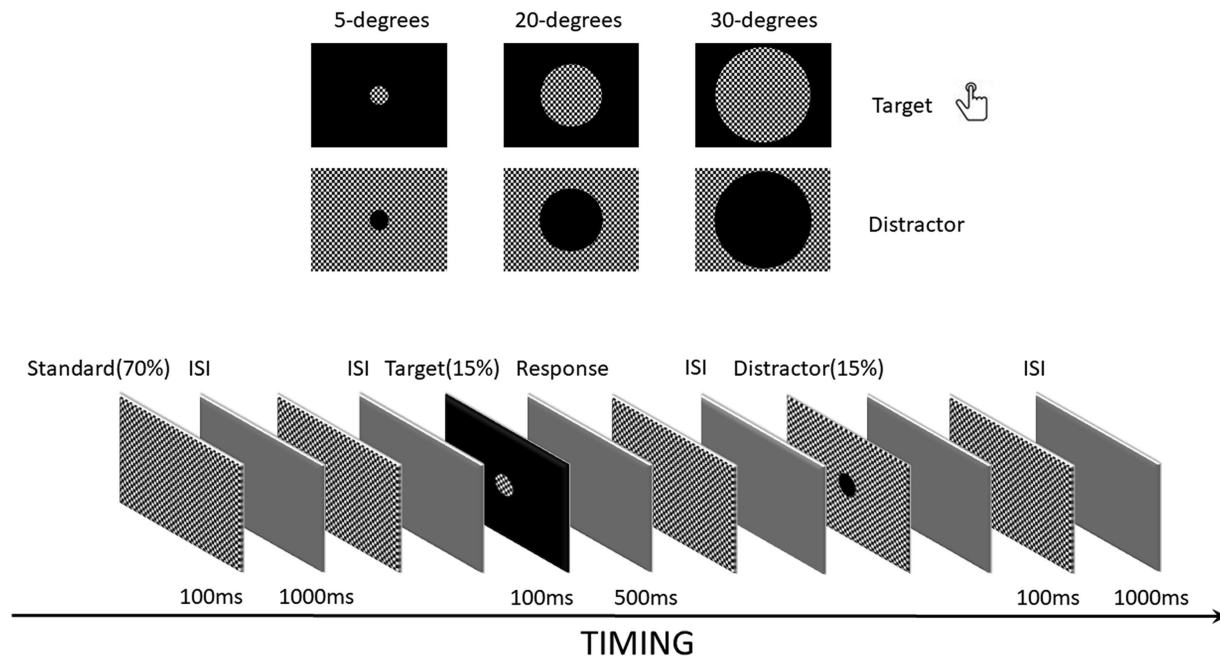 5-degrees 20-degrees 30-degrees
Target
Distractor
Standard(70%) ISI ISI Target(15%) Response ISI Distractor(15%) ISI
100ms 1000ms 100ms 500ms 100ms 1000ms
TIMING